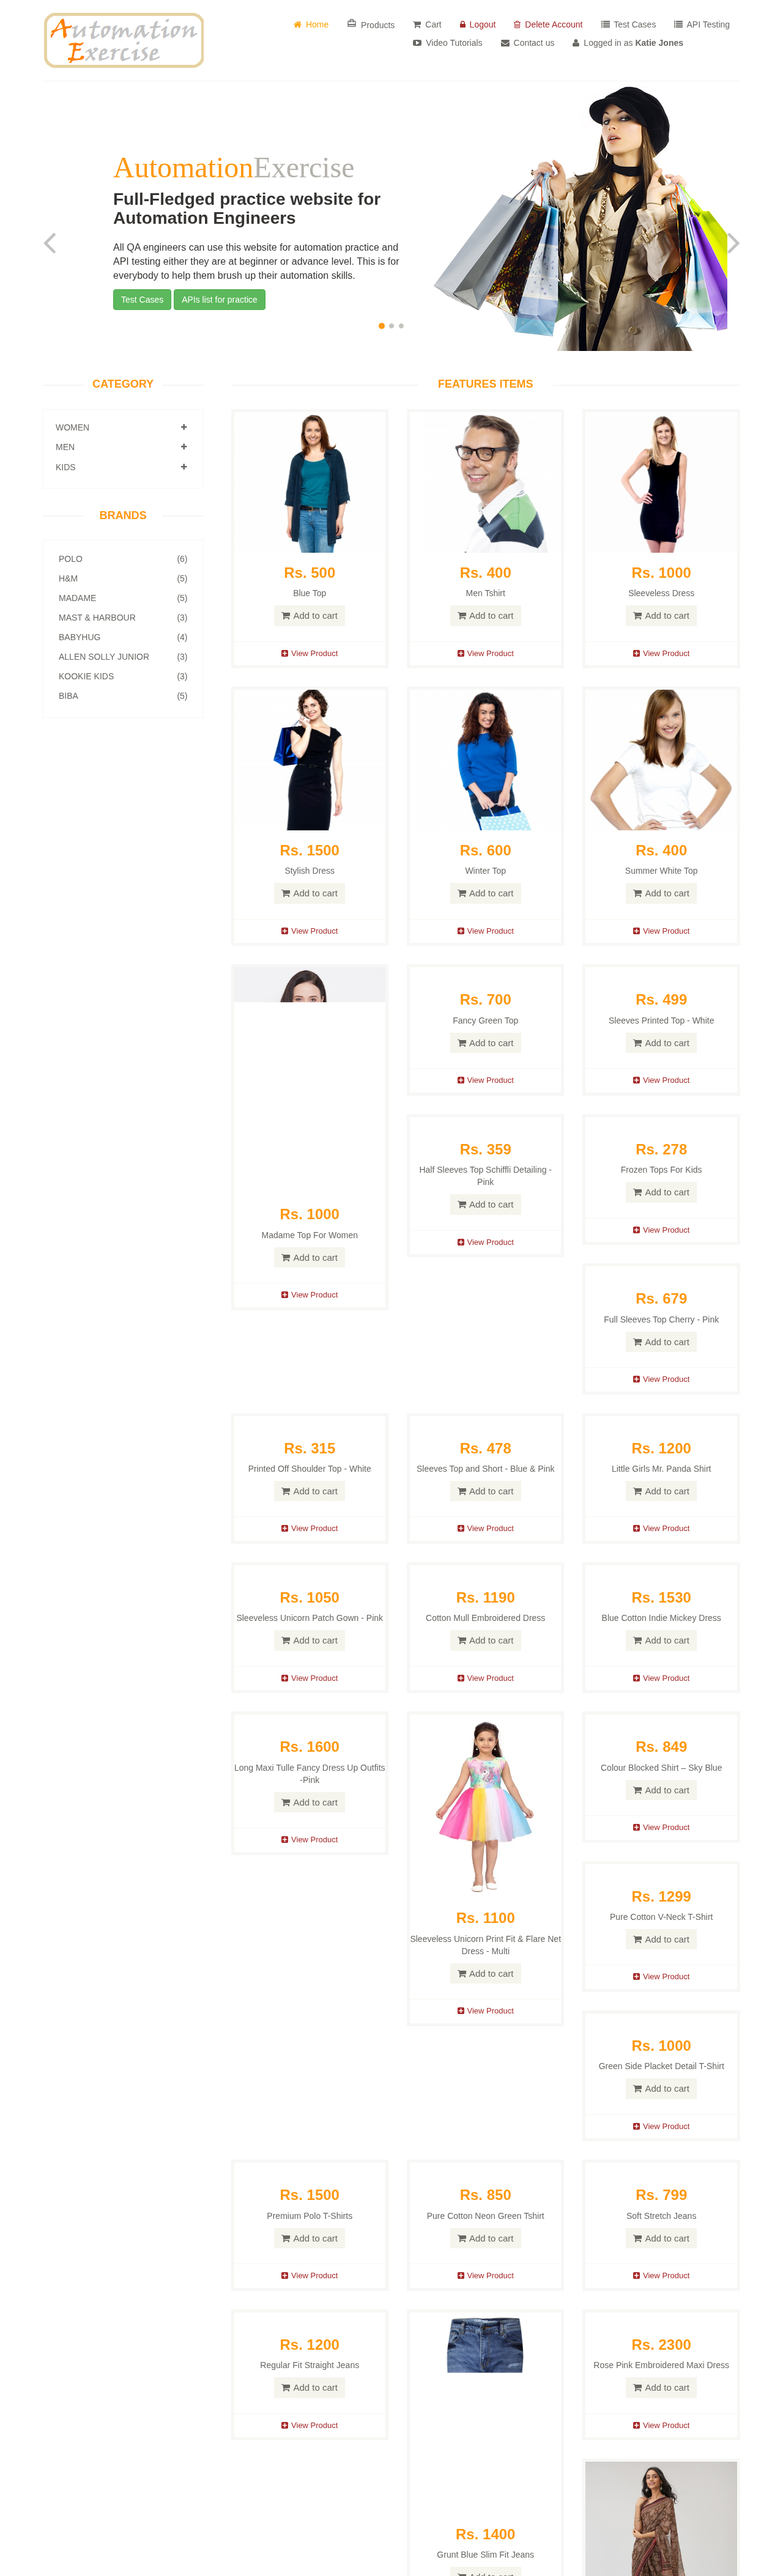 Automation
Exercise
Home
Products
Cart
Logout
Delete Account
Test Cases
API Testing
Video Tutorials
Contact us
Logged in as Katie Jones
AutomationExercise
Full-Fledged practice website for
Automation Engineers
All QA engineers can use this website for automation practice and
API testing either they are at beginner or advance level. This is for
everybody to help them brush up their automation skills.
Test Cases
APIs list for practice
CATEGORY
WOMEN
MEN
KIDS
BRANDS
POLO (6)
H&M (5)
MADAME (5)
MAST & HARBOUR (3)
BABYHUG (4)
ALLEN SOLLY JUNIOR (3)
KOOKIE KIDS (3)
BIBA (5)
FEATURES ITEMS
Rs. 500
Blue Top
Add to cart
View Product
Rs. 400
Men Tshirt
Add to cart
View Product
Rs. 1000
Sleeveless Dress
Add to cart
View Product
Rs. 1500
Stylish Dress
Add to cart
View Product
Rs. 600
Winter Top
Add to cart
View Product
Rs. 400
Summer White Top
Add to cart
View Product
Rs. 1000
Madame Top For Women
Add to cart
View Product
Rs. 700
Fancy Green Top
Add to cart
View Product
Rs. 499
Sleeves Printed Top - White
Add to cart
View Product
Rs. 359
Half Sleeves Top Schiffli Detailing -
Pink
Add to cart
View Product
Rs. 278
Frozen Tops For Kids
Add to cart
View Product
Rs. 679
Full Sleeves Top Cherry - Pink
Add to cart
View Product
Rs. 315
Printed Off Shoulder Top - White
Add to cart
View Product
Rs. 478
Sleeves Top and Short - Blue & Pink
Add to cart
View Product
Rs. 1200
Little Girls Mr. Panda Shirt
Add to cart
View Product
Rs. 1050
Sleeveless Unicorn Patch Gown - Pink
Add to cart
View Product
Rs. 1190
Cotton Mull Embroidered Dress
Add to cart
View Product
Rs. 1530
Blue Cotton Indie Mickey Dress
Add to cart
View Product
Rs. 1600
Long Maxi Tulle Fancy Dress Up Outfits
-Pink
Add to cart
View Product
Rs. 1100
Sleeveless Unicorn Print Fit & Flare Net
Dress - Multi
Add to cart
View Product
Rs. 849
Colour Blocked Shirt – Sky Blue
Add to cart
View Product
Rs. 1299
Pure Cotton V-Neck T-Shirt
Add to cart
View Product
Rs. 1000
Green Side Placket Detail T-Shirt
Add to cart
View Product
Rs. 1500
Premium Polo T-Shirts
Add to cart
View Product
Rs. 850
Pure Cotton Neon Green Tshirt
Add to cart
View Product
Rs. 799
Soft Stretch Jeans
Add to cart
View Product
Rs. 1200
Regular Fit Straight Jeans
Add to cart
View Product
Rs. 1400
Grunt Blue Slim Fit Jeans
Add to cart
Rs. 2300
Rose Pink Embroidered Maxi Dress
Add to cart
View Product